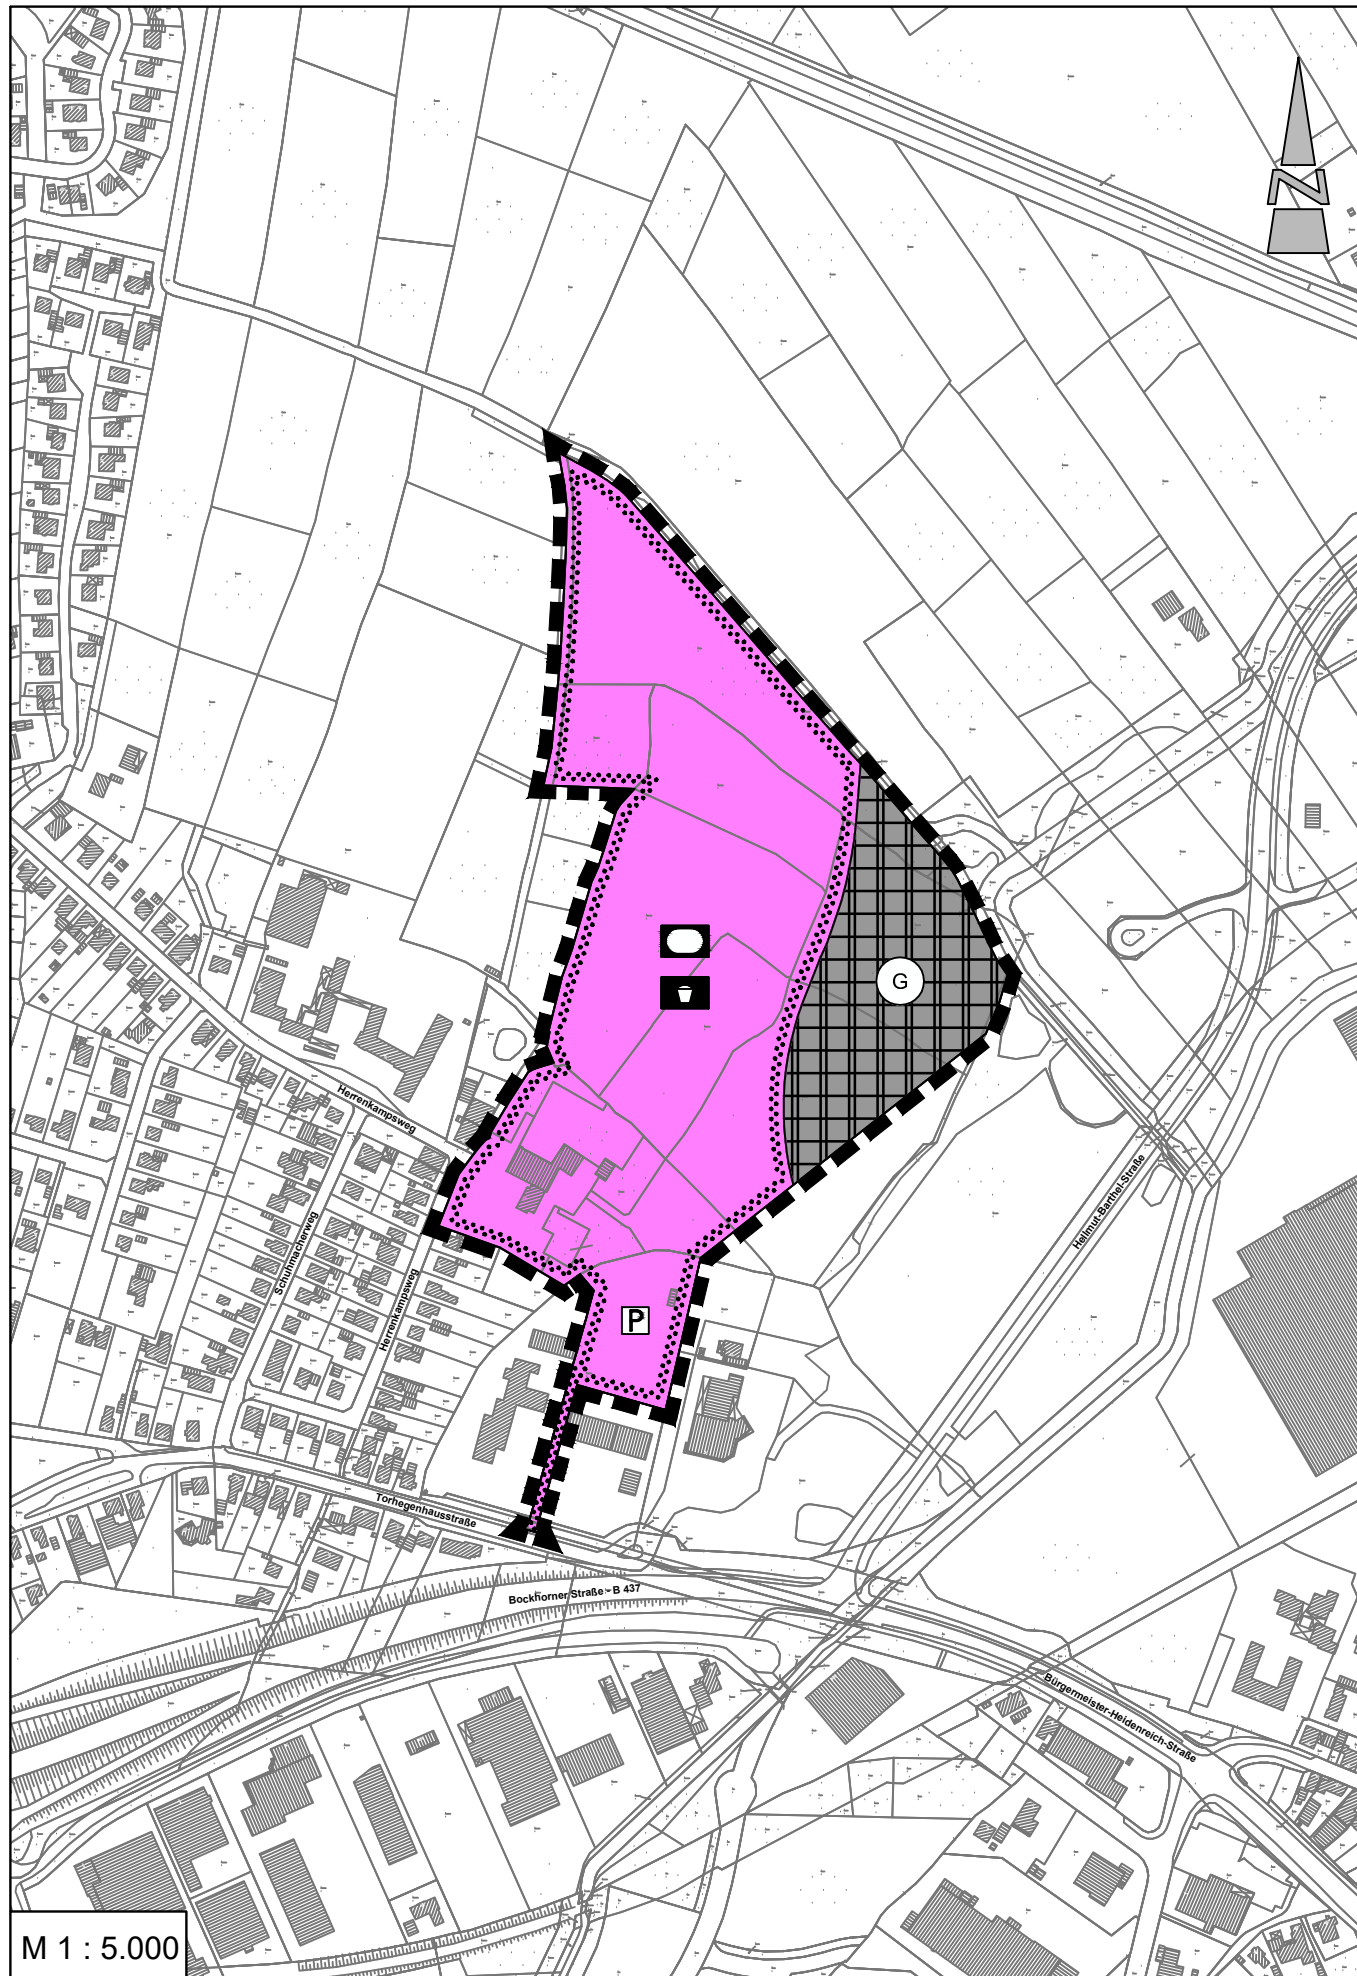 N
G
Herrenkampsweg
Helmut-Barthel-Straße
Schuhmacherweg
Herrenkampsweg
P
Torhegenhausstraße
Bockhorner Straße - B 437
Bürgermeister-Heidenreich-Straße
M 1 : 5.000